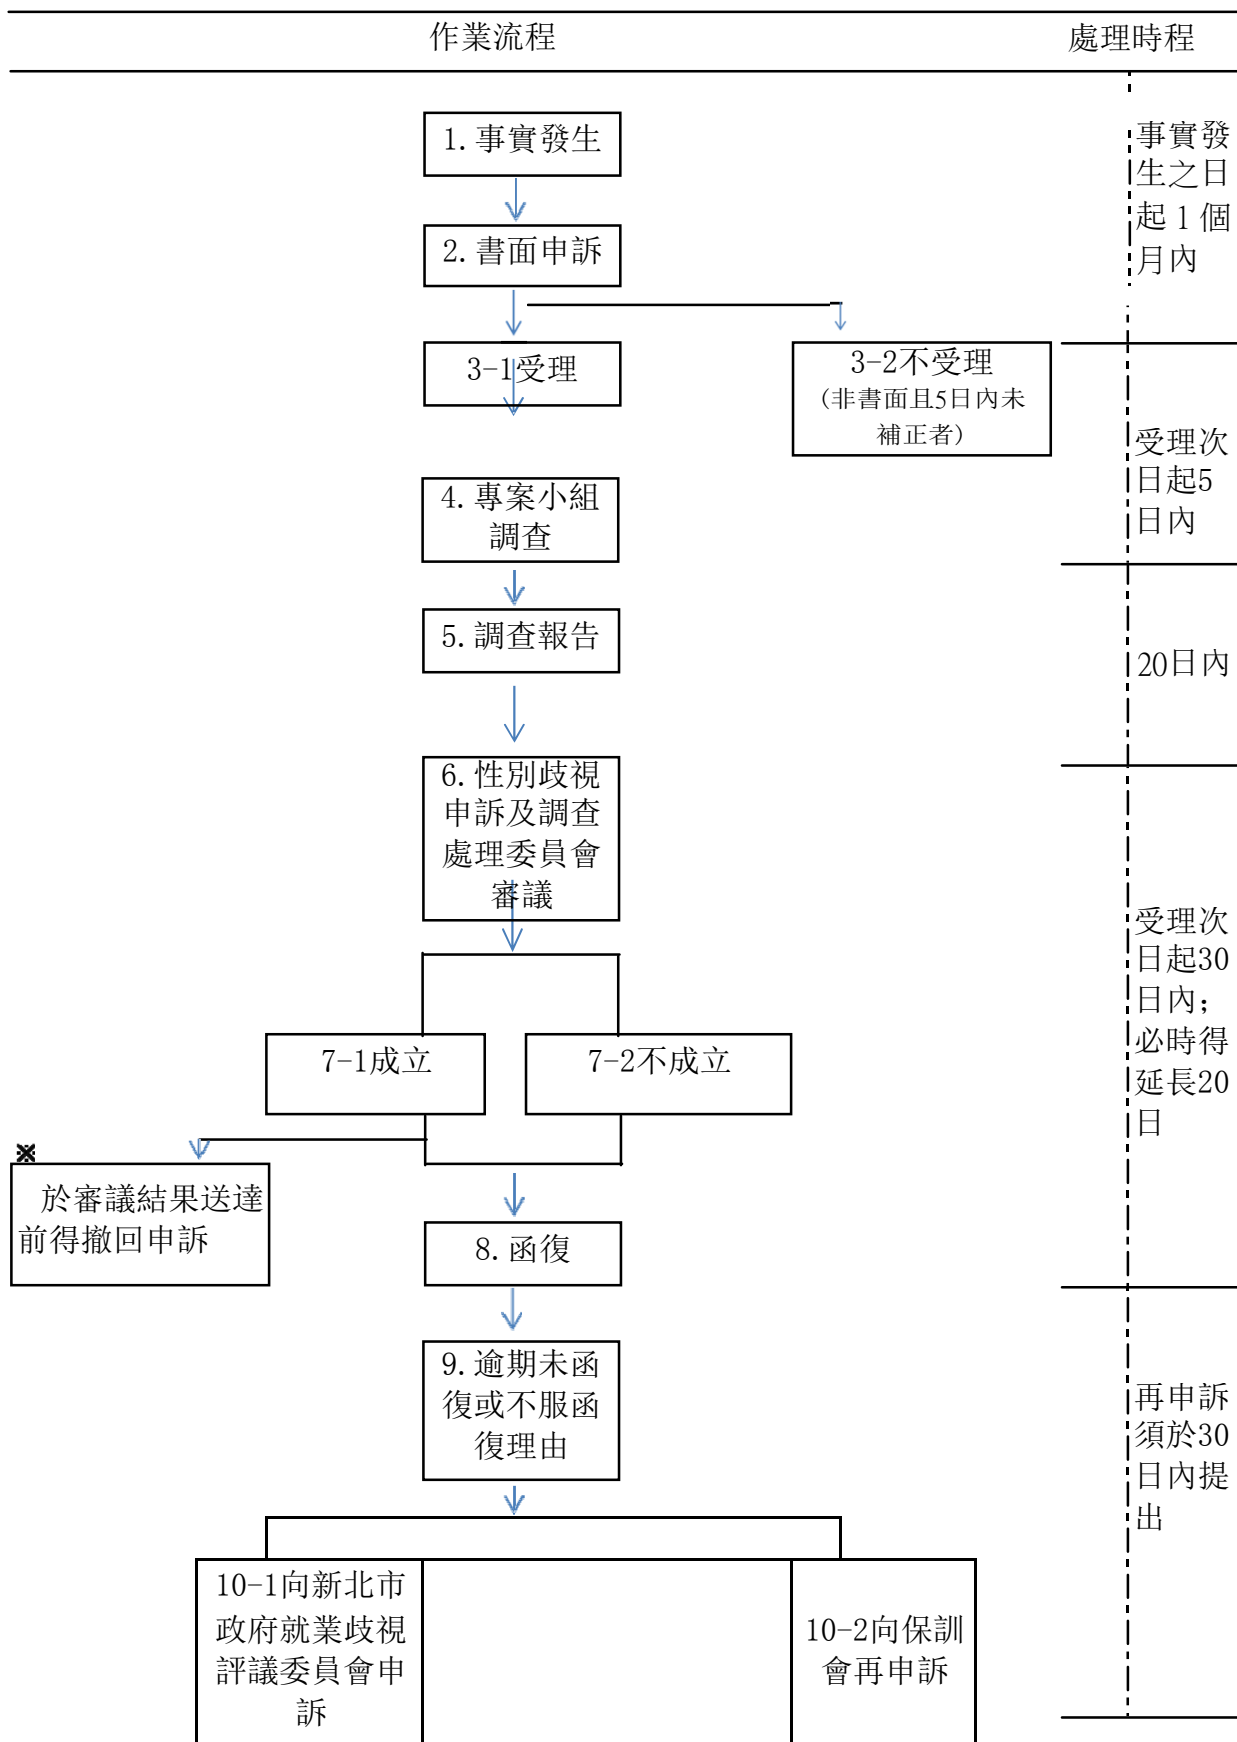 作業流程
處理時程
1.事實發生
2.書面申訴
3-1受理
3-2不受理
(非書面且5日內未
補正者)
4.專案小組
調查
5.調查報告
6.性別歧視
申訴及調查
處理委員會
審議
7-1成立
7-2不成立
※
於審議結果送達
前得撤回申訴
8.函復
9.逾期未函
復或不服函
復理由
10-1向新北市
政府就業歧視
評議委員會申
訴
10-2向保訓
會再申訴
事實發
生之日
起1個
月內
受理次
日起5
日內
20日內
受理次
日起30
日內;
必時得
延長20
日
再申訴
須於30
日內提
出